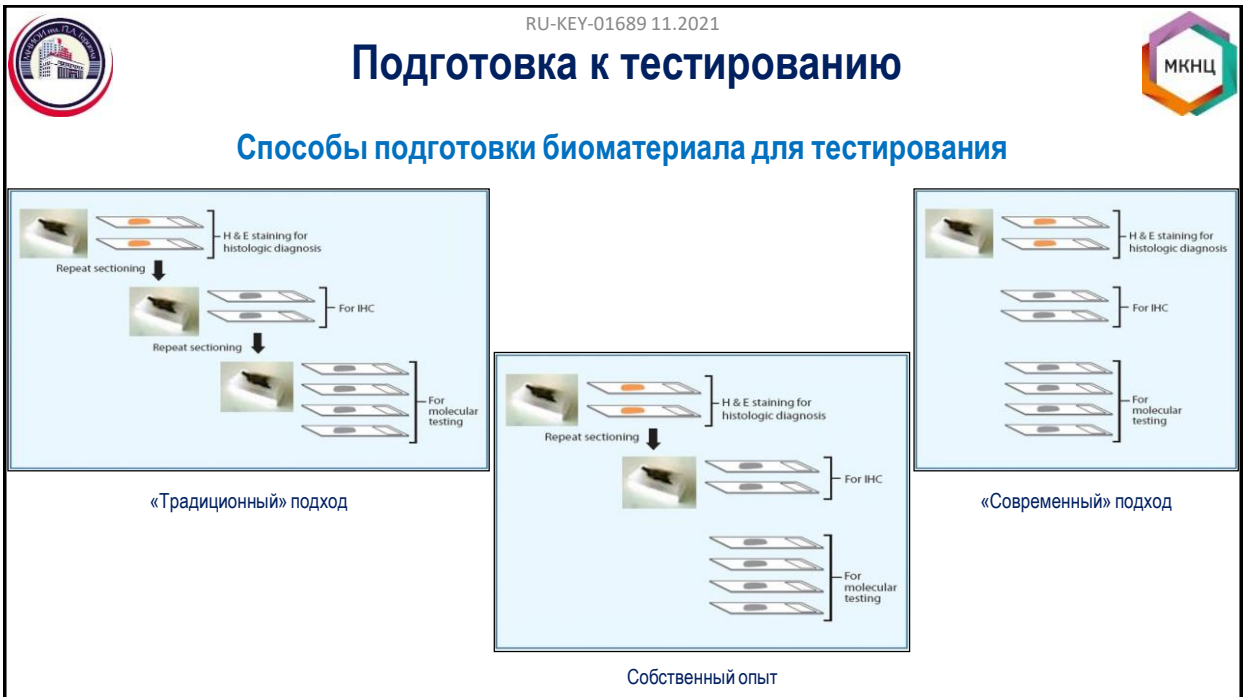 RU-KEY-01689 11.2021
Подготовка к тестированию
МКНЦ
Способы подготовки биоматериала для тестирования
H & E staining for
histologic diagnosis
Repeat sectioning
For IHC
Repeat sectioning
For
molecular
testing
«Традиционный» подход
H & E staining for
histologic diagnosis
Repeat sectioning
For IHC
For
molecular
testing
Собственный опыт
H & E staining for
histologic diagnosis
For IHC
For
molecular
testing
«Современный» подход